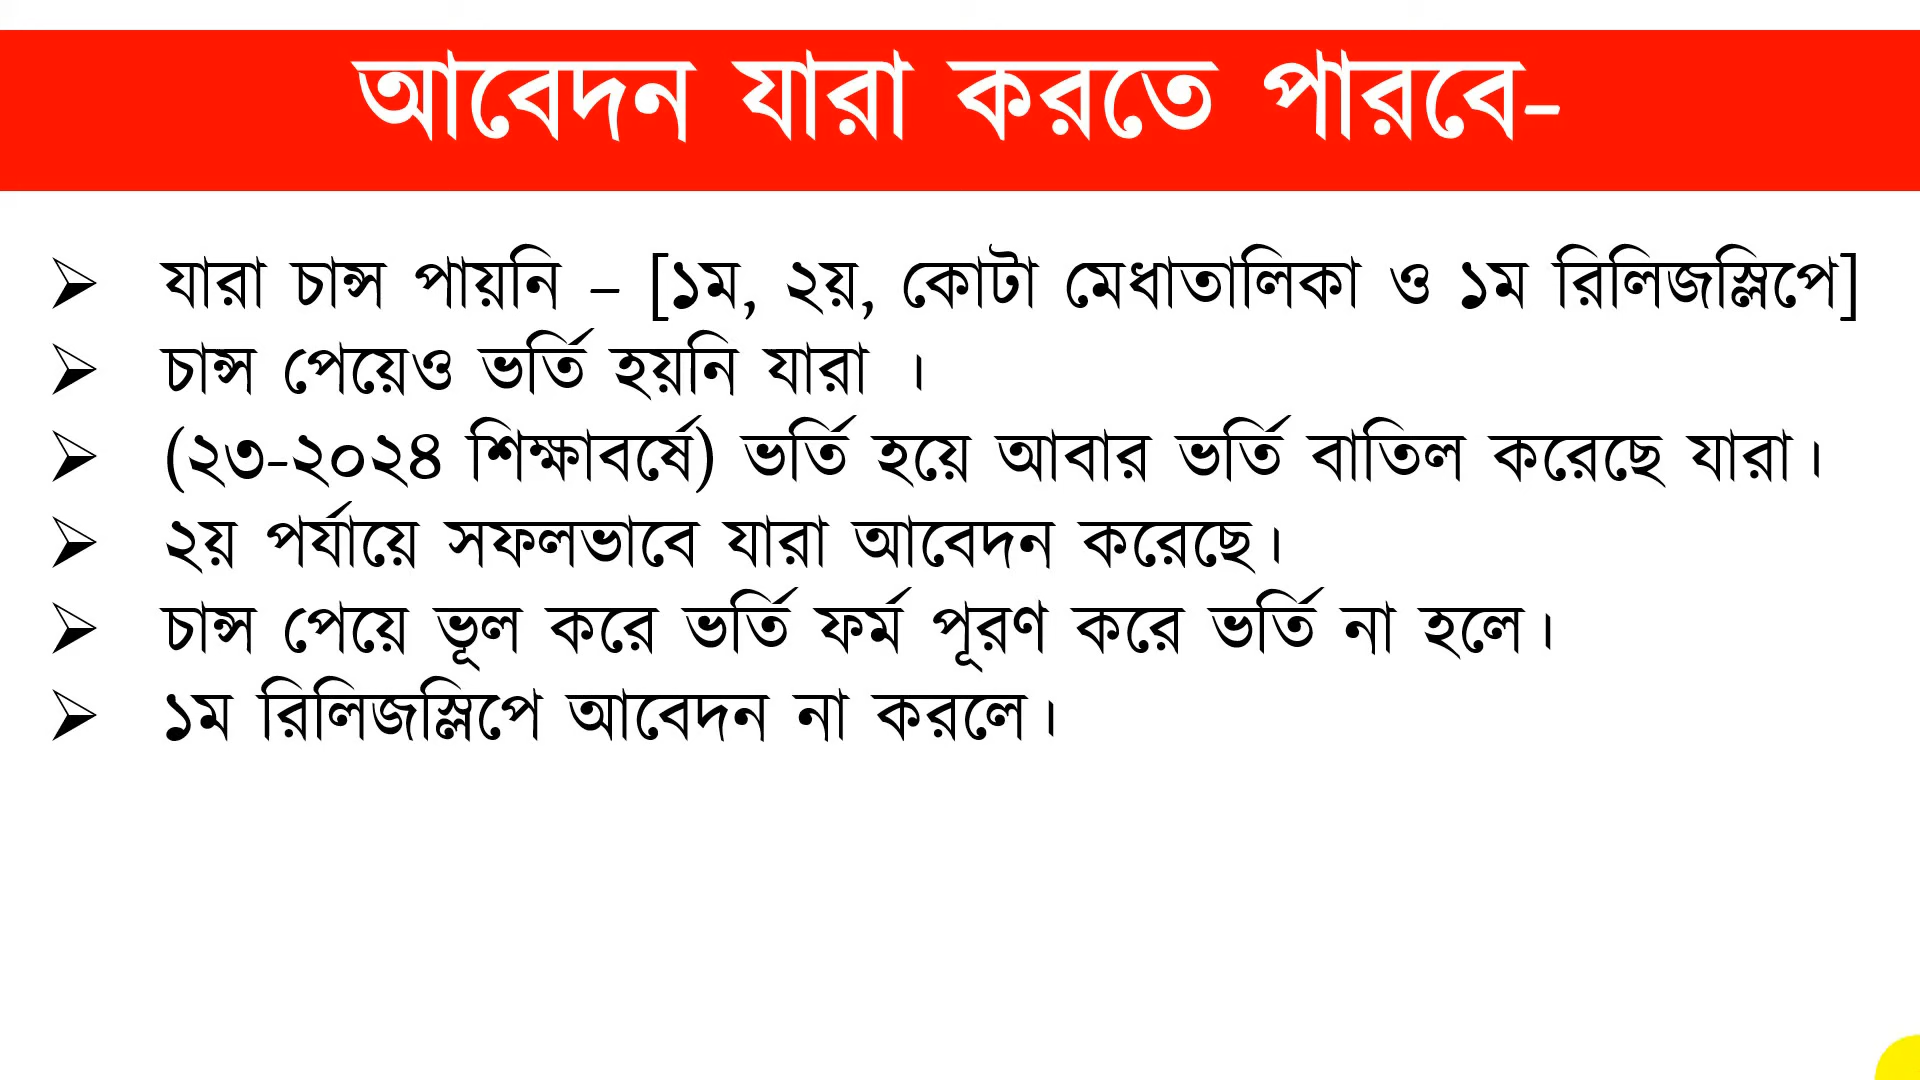 আবেদন যারা করতে পারবে-
যারা চান্স পায়নি – [১ম, ২য়, কোটা মেধাতালিকা ও ১ম রিলিজস্লিপে]
চান্স পেয়েও ভর্তি হয়নি যারা ।
(২৩-২০২৪ শিক্ষাবর্ষে) ভর্তি হয়ে আবার ভর্তি বাতিল করেছে যারা।
২য় পর্যায়ে সফলভাবে যারা আবেদন করেছে।
চান্স পেয়ে ভূল করে ভর্তি ফর্ম পূরণ করে ভর্তি না হলে।
১ম রিলিজস্লিপে আবেদন না করলে।